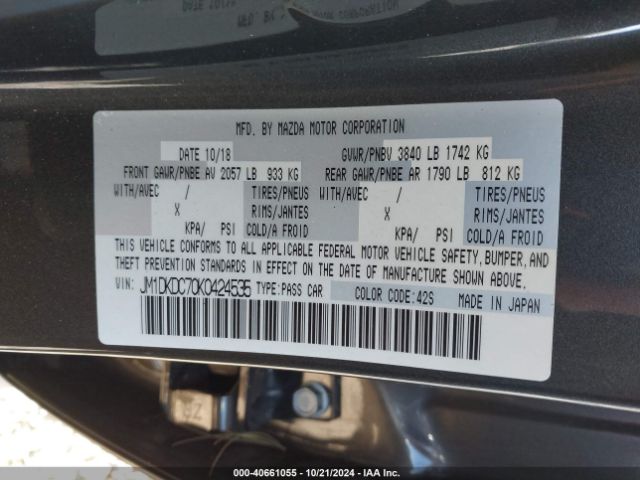 MFD. BY MAZDA MOTOR CORPORATION
DATE 10/18 GVWR/PNBV 3840 LB 1742 KG
FRONT GAWR/PNBE AV 2057 LB 933 KG REAR GAWR/PNBE AR 1790 LB 812 KG
WITH/AVEC / TIRES/PNEUS WITH/AVEC / TIRES/PNEUS
X RIMS/JANTES X RIMS/JANTES
KPA/ PSI COLD/A FROID KPA/ PSI COLD/A FROID
THIS VEHICLE CONFORMS TO ALL APPLICABLE FEDERAL MOTOR VEHICLE SAFETY, BUMPER, AND
THEFT PREVENTION STANDARDS IN EFFECT ON THE DATE OF MANUFACTURE SHOWN ABOVE.
VIN: JM1DKDC70K0424535 TYPE: PASS CAR COLOR CODE: 42S MADE IN JAPAN
000-40661055 - 10/21/2024 - IAA Inc.